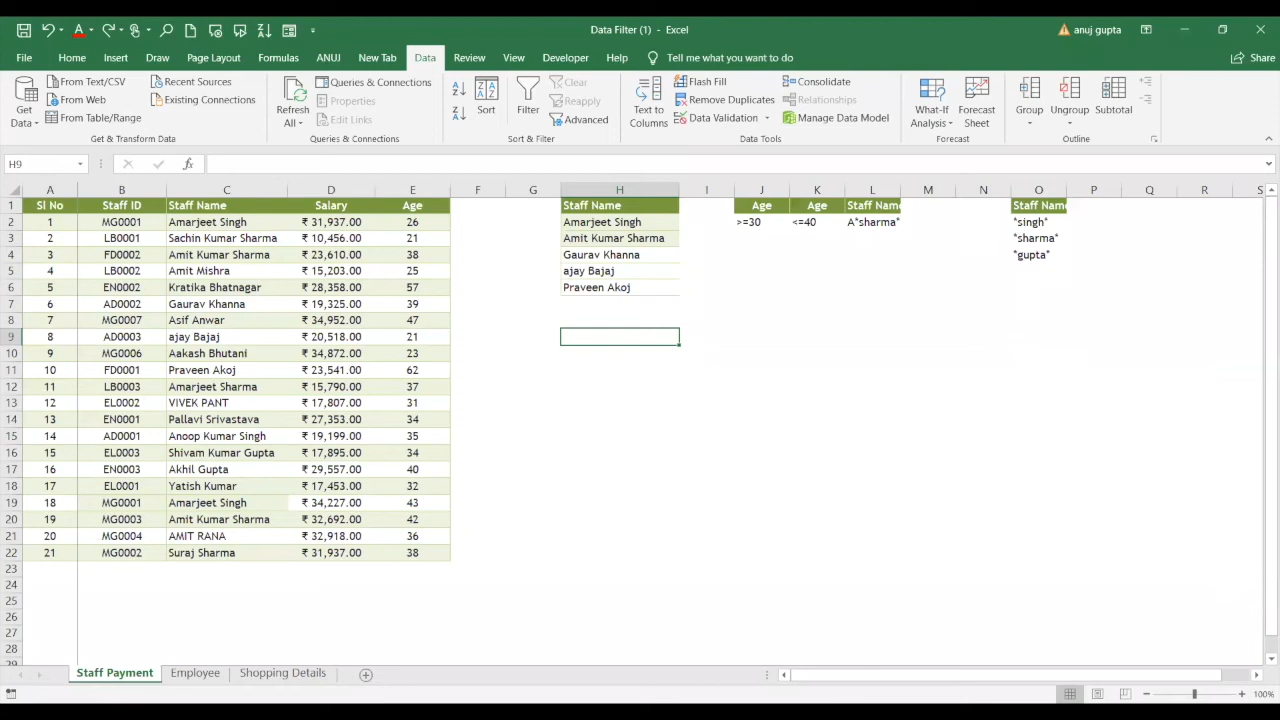 Data Filter (1) - Excel
anuj gupta
File Home Insert Draw Page Layout Formulas ANUJ New Tab Data Review View Developer Help Tell me what you want to do Share
Get Data
From Text/CSV
From Web
From Table/Range
Recent Sources
Existing Connections
Get & Transform Data
Refresh All
Queries & Connections
Properties
Edit Links
Queries & Connections
Sort
Filter
Clear
Reapply
Advanced
Sort & Filter
Text to Columns
Flash Fill
Remove Duplicates
Data Validation
Consolidate
Relationships
Manage Data Model
Data Tools
What-If Analysis
Forecast Sheet
Forecast
Group
Ungroup
Subtotal
Outline
H9 fx
A B C D E F G H I J K L M N O P Q R S
1 Sl No Staff ID Staff Name Salary Age Staff Name Age Age Staff Name Staff Name
2 1 MG0001 Amarjeet Singh ₹ 31,937.00 26 Amarjeet Singh >=30 <=40 A*sharma* *singh*
3 2 LB0001 Sachin Kumar Sharma ₹ 10,456.00 21 Amit Kumar Sharma *sharma*
4 3 FD0002 Amit Kumar Sharma ₹ 23,610.00 38 Gaurav Khanna *gupta*
5 4 LB0002 Amit Mishra ₹ 15,203.00 25 ajay Bajaj
6 5 EN0002 Kratika Bhatnagar ₹ 28,358.00 57 Praveen Akoj
7 6 AD0002 Gaurav Khanna ₹ 19,325.00 39
8 7 MG0007 Asif Anwar ₹ 34,952.00 47
9 8 AD0003 ajay Bajaj ₹ 20,518.00 21
10 9 MG0006 Aakash Bhutani ₹ 34,872.00 23
11 10 FD0001 Praveen Akoj ₹ 23,541.00 62
12 11 LB0003 Amarjeet Sharma ₹ 15,790.00 37
13 12 EL0002 VIVEK PANT ₹ 17,807.00 31
14 13 EN0001 Pallavi Srivastava ₹ 27,353.00 34
15 14 AD0001 Anoop Kumar Singh ₹ 19,199.00 35
16 15 EL0003 Shivam Kumar Gupta ₹ 17,895.00 34
17 16 EN0003 Akhil Gupta ₹ 29,557.00 40
18 17 EL0001 Yatish Kumar ₹ 17,453.00 32
19 18 MG0001 Amarjeet Singh ₹ 34,227.00 43
20 19 MG0003 Amit Kumar Sharma ₹ 32,692.00 42
21 20 MG0004 AMIT RANA ₹ 32,918.00 36
22 21 MG0002 Suraj Sharma ₹ 31,937.00 38
23
24
25
26
27
28
29
Staff Payment Employee Shopping Details
100%